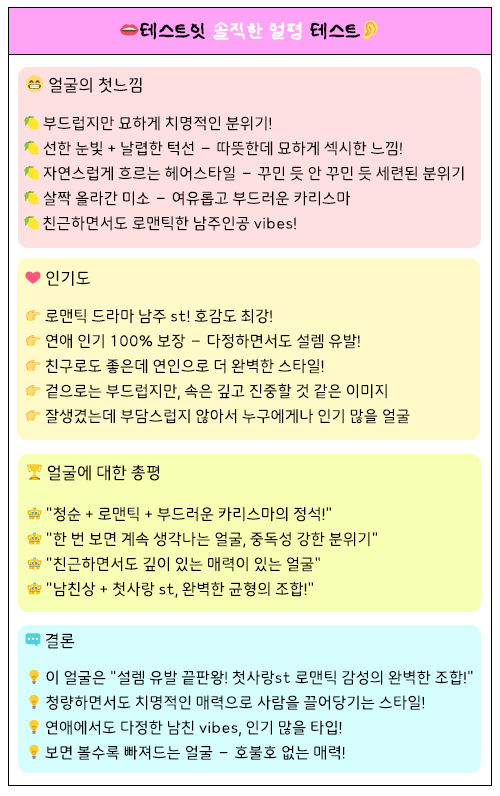 테스트힛 솔직한 얼평 테스트
얼굴의 첫느낌
부드럽지만 묘하게 치명적인 분위기!
선한 눈빛 + 날렵한 턱선 – 따뜻한데 묘하게 섹시한 느낌!
자연스럽게 흐르는 헤어스타일 – 꾸민 듯 안 꾸민 듯 세련된 분위기
살짝 올라간 미소 – 여유롭고 부드러운 카리스마
친근하면서도 로맨틱한 남주인공 vibes!
인기도
로맨틱 드라마 남주 st! 호감도 최강!
연애 인기 100% 보장 – 다정하면서도 설렘 유발!
친구로도 좋은데 연인으로 더 완벽한 스타일!
겉으로는 부드럽지만, 속은 깊고 진중할 것 같은 이미지
잘생겼는데 부담스럽지 않아서 누구에게나 인기 많을 얼굴
얼굴에 대한 총평
"청순 + 로맨틱 + 부드러운 카리스마의 정석!"
"한 번 보면 계속 생각나는 얼굴, 중독성 강한 분위기"
"친근하면서도 깊이 있는 매력이 있는 얼굴"
"남친상 + 첫사랑 st, 완벽한 균형의 조합!"
결론
이 얼굴은 "설렘 유발 끝판왕! 첫사랑st 로맨틱 감성의 완벽한 조합!"
청량하면서도 치명적인 매력으로 사람을 끌어당기는 스타일!
연애에서도 다정한 남친 vibes, 인기 많을 타입!
보면 볼수록 빠져드는 얼굴 – 호불호 없는 매력!